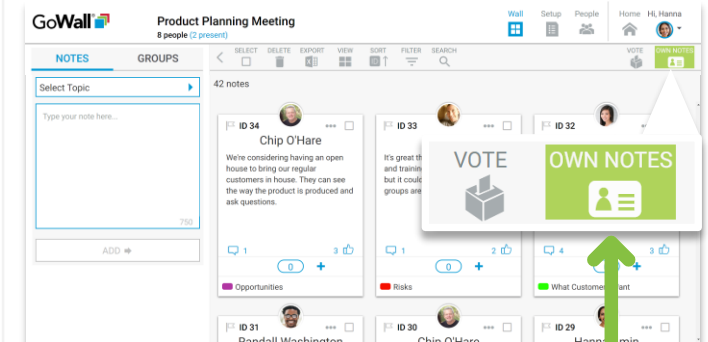 GoWall
Product Planning Meeting
8 people (2 present)
Wall
Setup
People
Home
Hi, Hanna
NOTES
GROUPS
SELECT
DELETE
EXPORT
VIEW
SORT
FILTER
SEARCH
VOTE
OWN NOTES
Select Topic
Type your note here...
750
ADD
42 notes
ID 34
Chip O'Hare
We're considering having an open
house to bring our regular
customers in house. They can see
the way the product is produced and
ask questions.
1
3
0 +
Opportunities
ID 33
It's great th
and training
but it could
groups are
1
2
0 +
Risks
ID 32
4
3
+
What Custome ant
VOTE
OWN NOTES
ID 31
Randall Washington
ID 30
Chip O'Hare
ID 29
Hann min